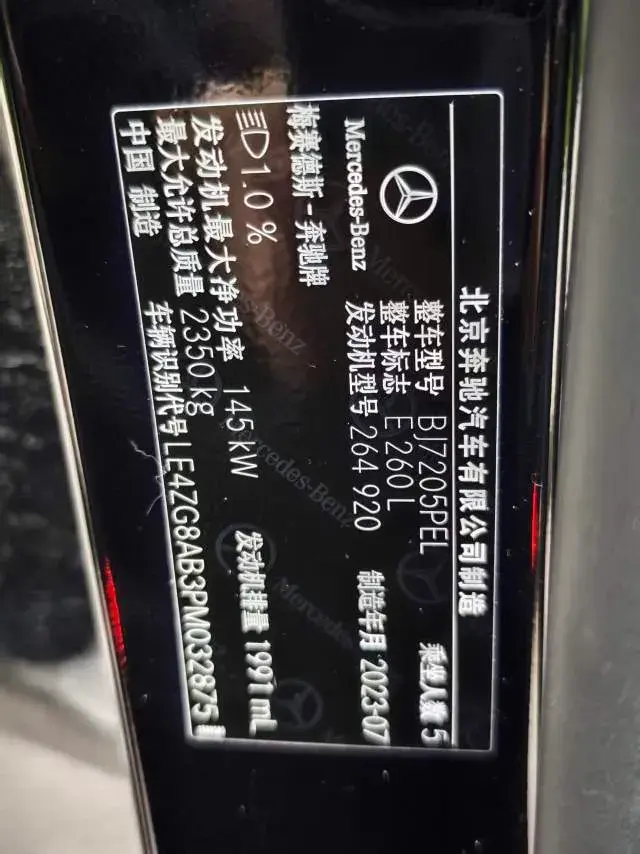 北京奔驰汽车有限公司制造
Mercedes-Benz
整车型号 BJ7205PEL 乘坐人数 5
整车标志 E 260 L
梅赛德斯-奔驰牌 发动机型号 264 920 制造年月 2023-07
1.0 %
发动机最大净功率 145 kW 发动机排量 1991 mL
最大允许总质量 2350 kg
中国 制造 车辆识别代号 LE4ZG8AB3PM032875